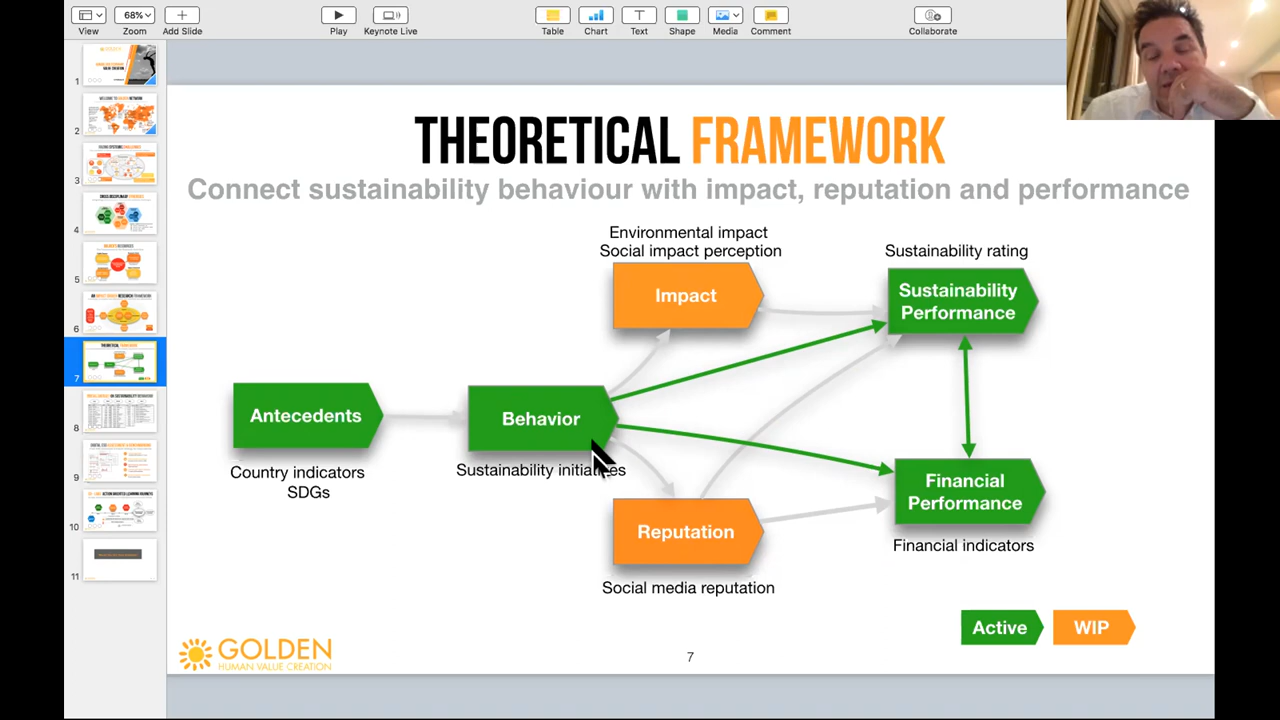 68%
View
Zoom
Add Slide
Play
Keynote Live
Table
Chart
Text
Shape
Media
Comment
Collaborate
1
2
3
4
5
6
7
8
9
10
11
THEORETICAL FRAMEWORK
Connect sustainability behaviour with impact, reputation and performance
Environmental impact
Social impact perception
Impact
Sustainability rating
Sustainability
Performance
Antecedents
Country indicators
SDGs
Behavior
Sustainability initiatives
Reputation
Social media reputation
Financial
Performance
Financial indicators
Active
WIP
GOLDEN
HUMAN VALUE CREATION
7